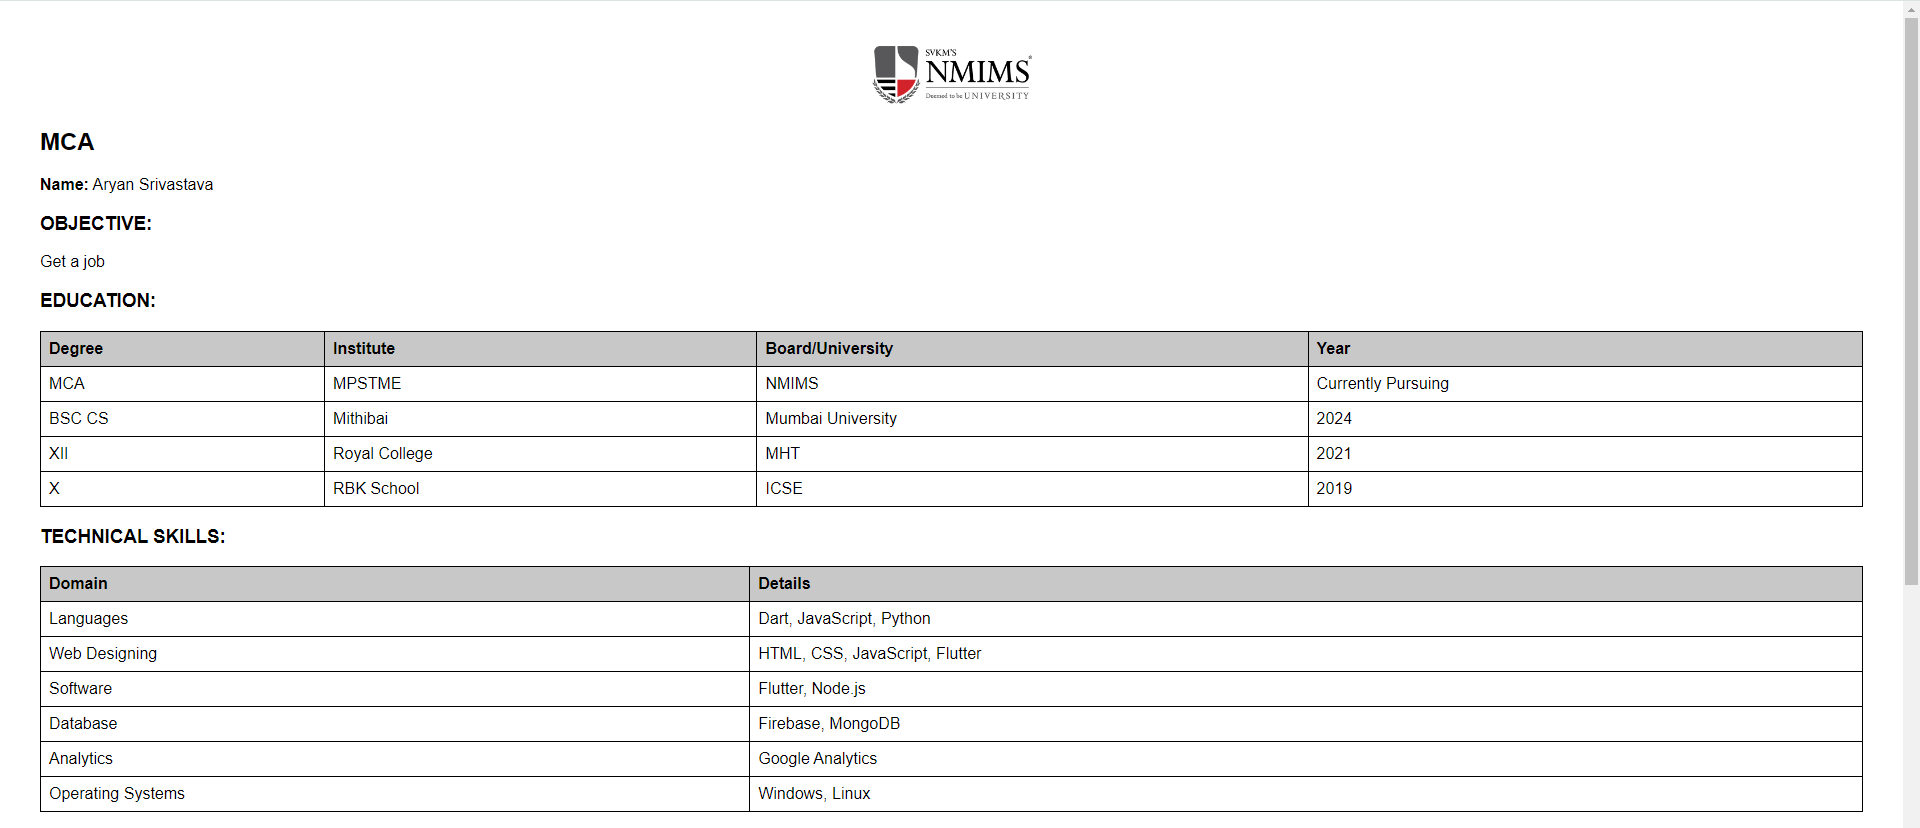 SVKM'S
NMIMS®
Deemed to be UNIVERSITY
MCA
Name: Aryan Srivastava
OBJECTIVE:
Get a job
EDUCATION:
Degree Institute Board/University Year
MCA MPSTME NMIMS Currently Pursuing
BSC CS Mithibai Mumbai University 2024
XII Royal College MHT 2021
X RBK School ICSE 2019
TECHNICAL SKILLS:
Domain Details
Languages Dart, JavaScript, Python
Web Designing HTML, CSS, JavaScript, Flutter
Software Flutter, Node.js
Database Firebase, MongoDB
Analytics Google Analytics
Operating Systems Windows, Linux